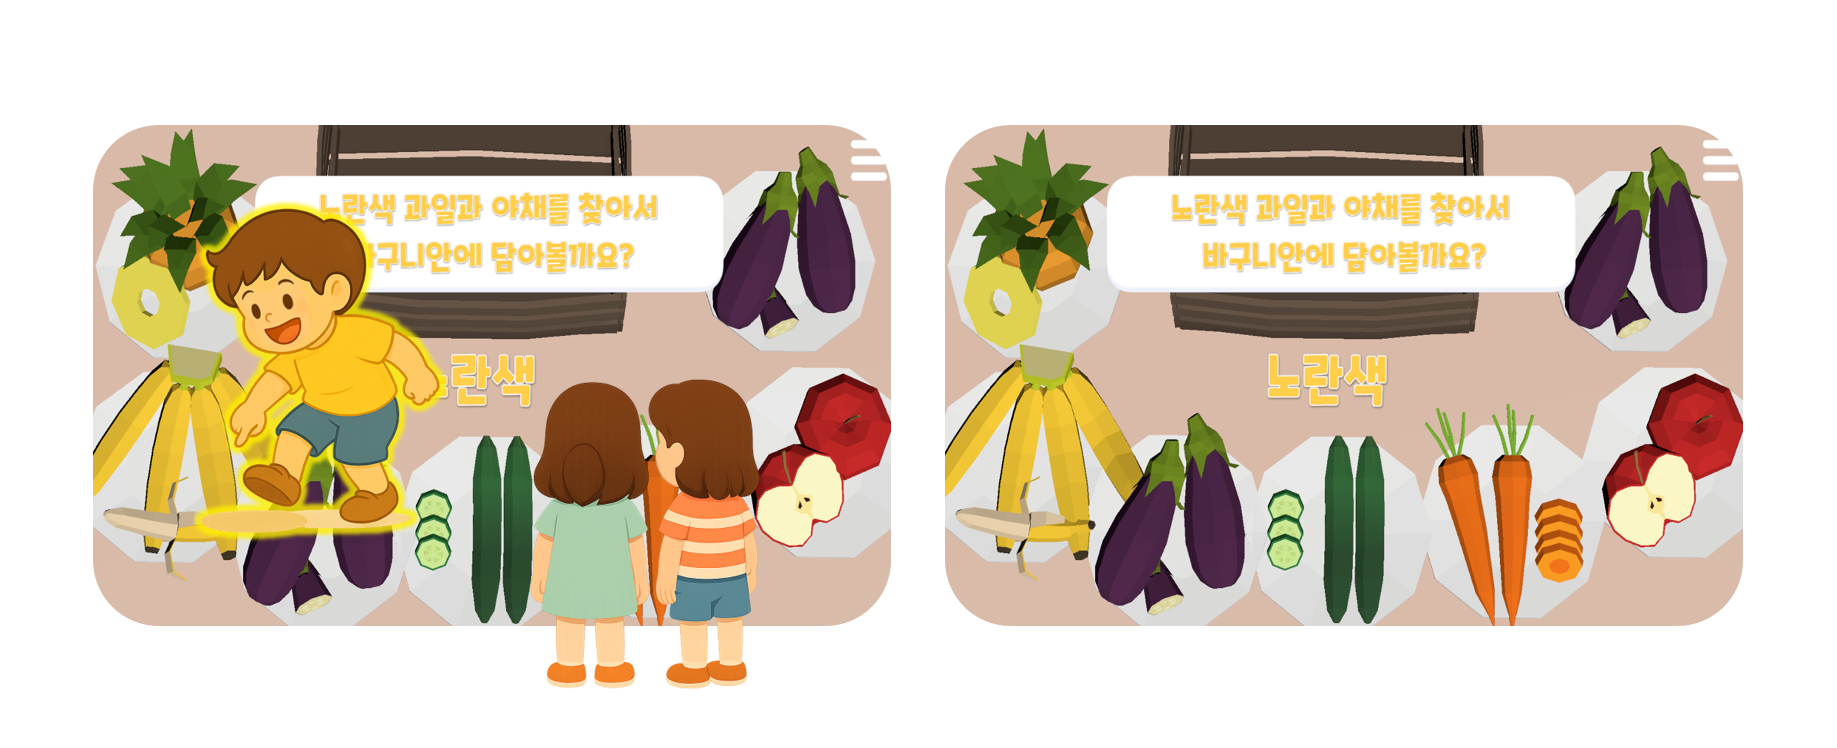 노란색 과일과 야채를 찾아서
구니안에 담아볼까요?
란색
노란색 과일과 야채를 찾아서
바구니안에 담아볼까요?
노란색